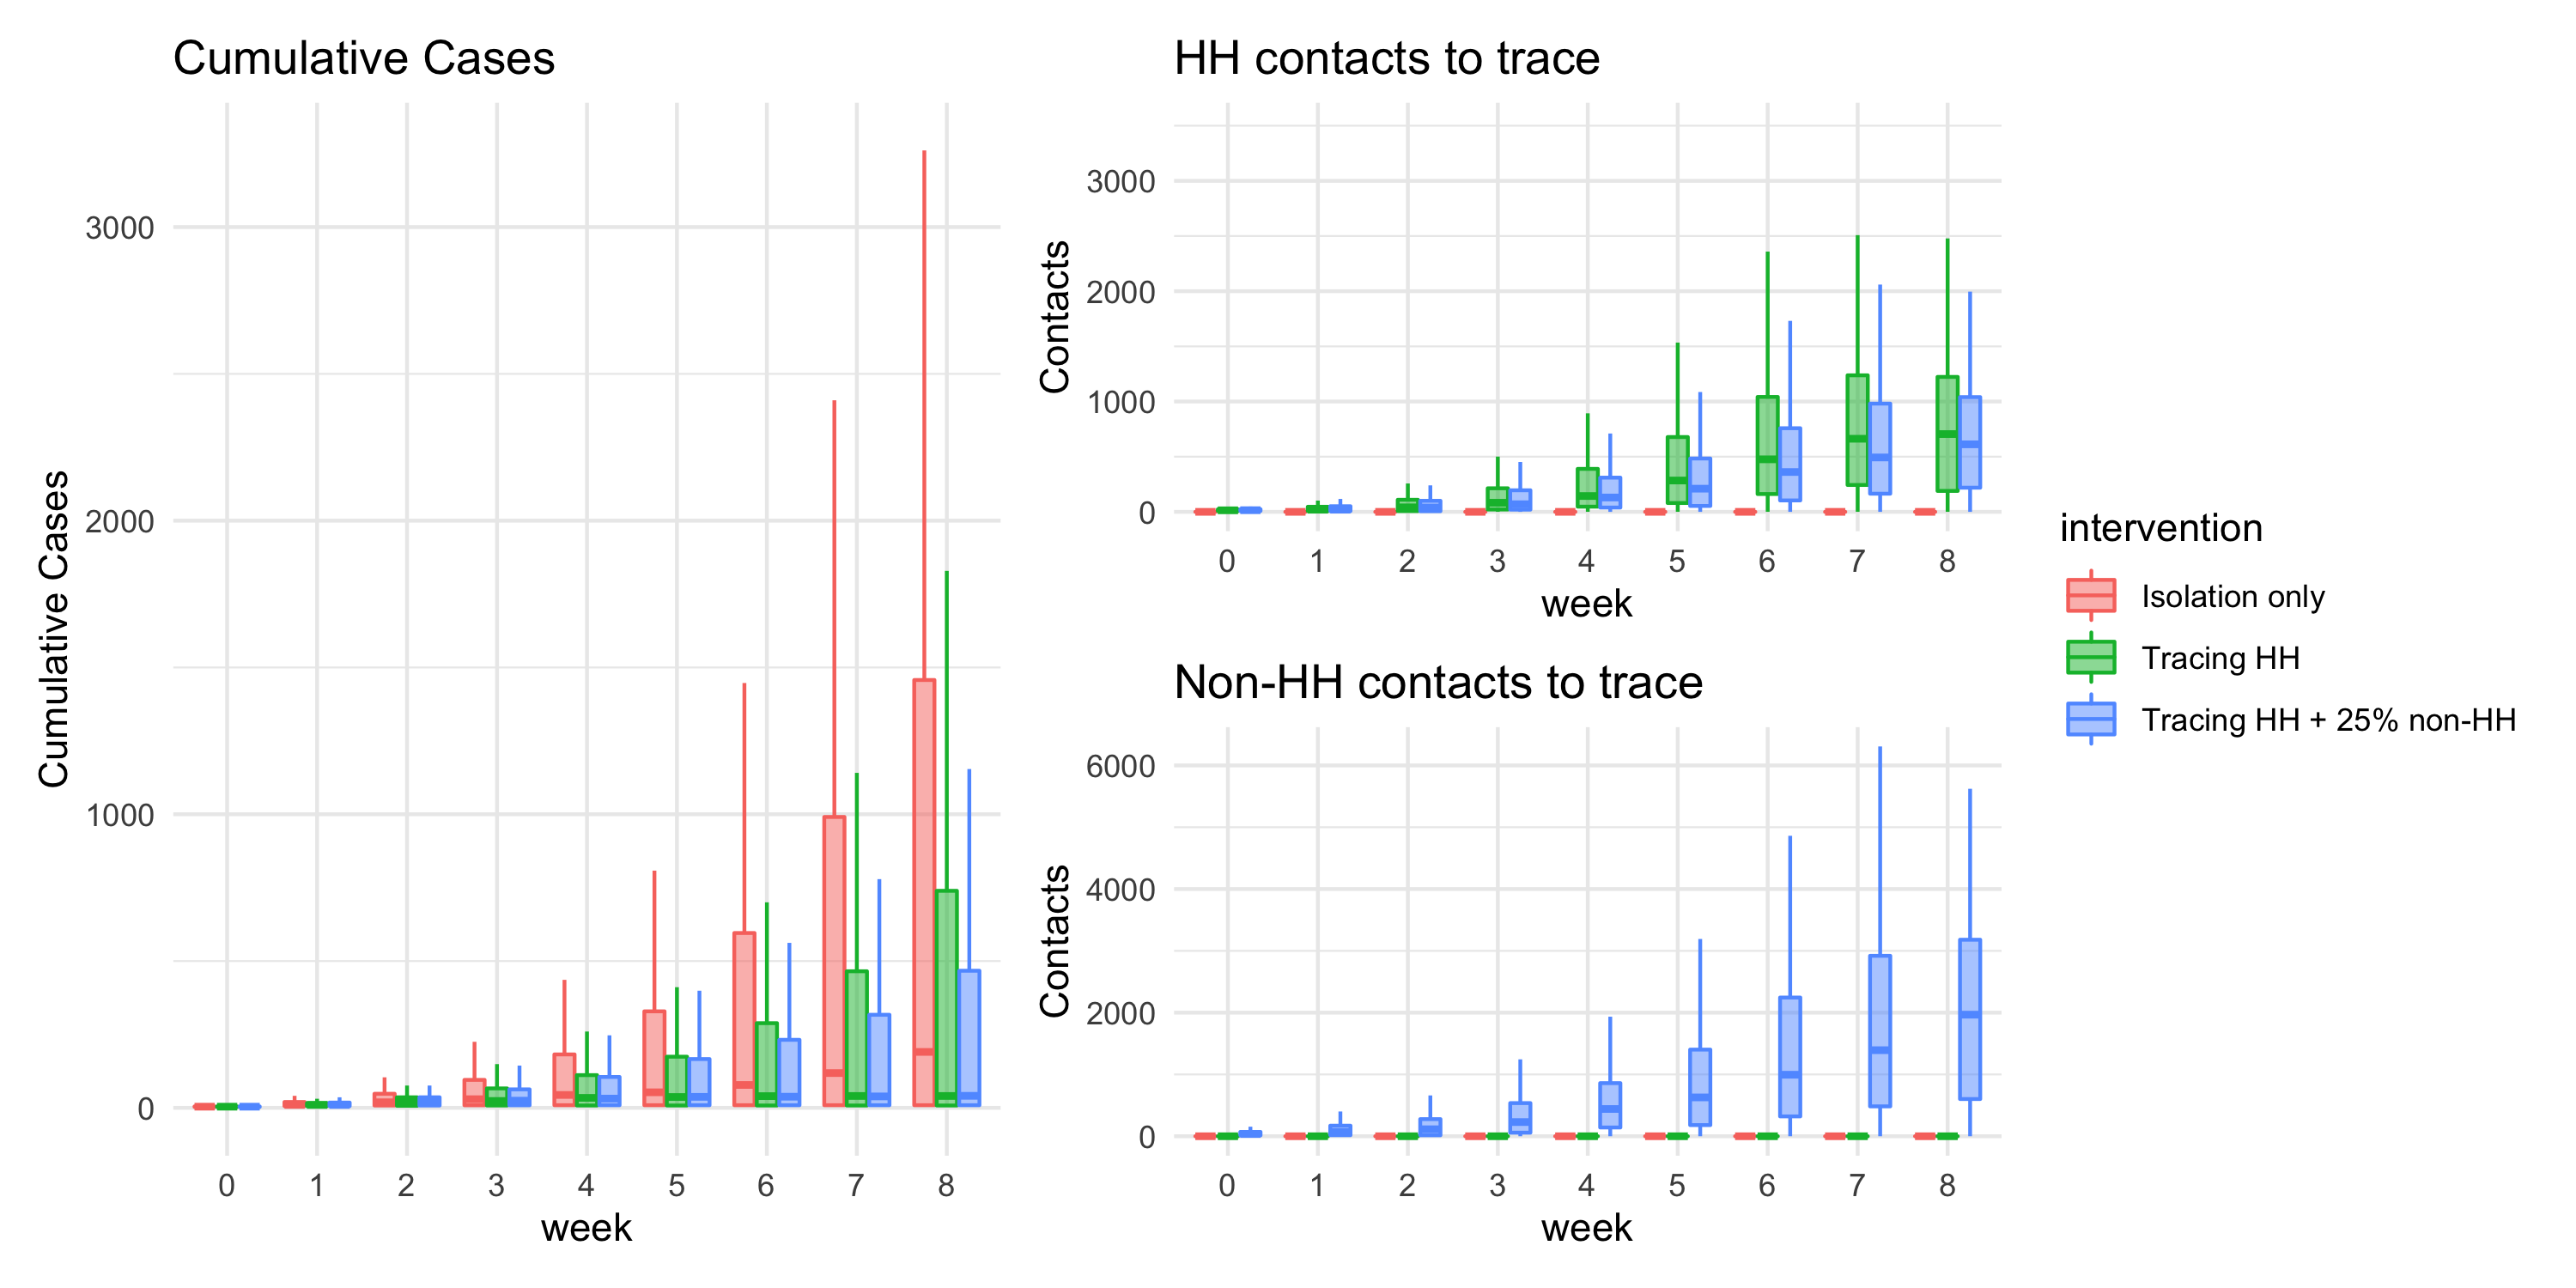 Cumulative Cases
Cumulative Cases
3000
2000
1000
0
0 1 2 3 4 5 6 7 8
week
HH contacts to trace
Contacts
3000
2000
1000
0
0 1 2 3 4 5 6 7 8
week
Non-HH contacts to trace
Contacts
6000
4000
2000
0
0 1 2 3 4 5 6 7 8
week
intervention
Isolation only
Tracing HH
Tracing HH + 25% non-HH